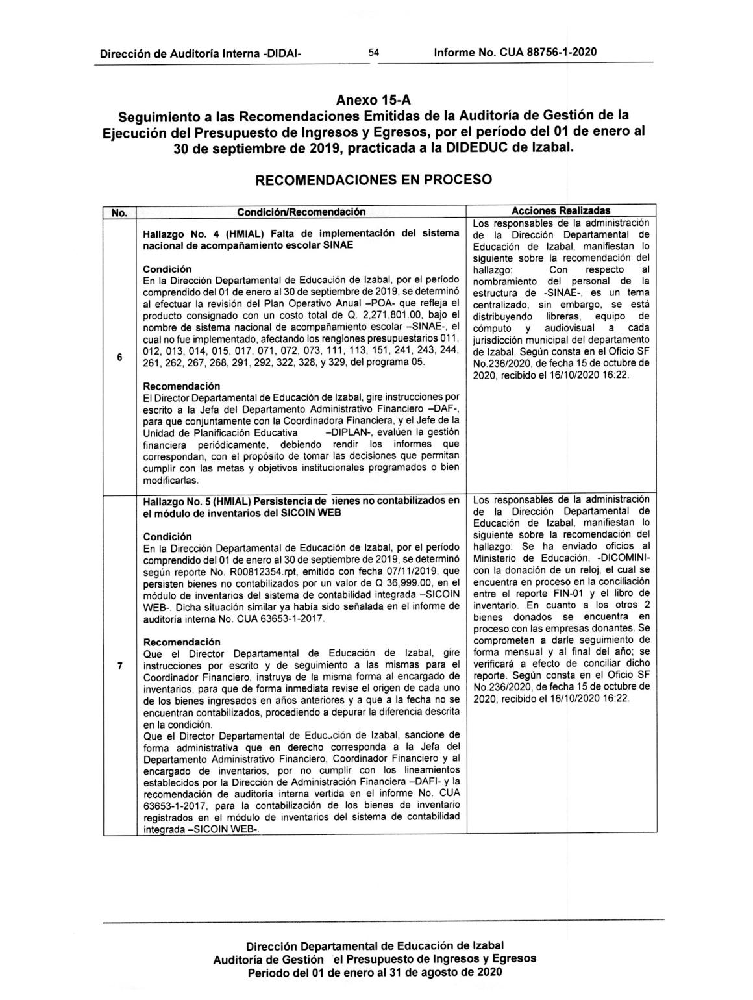 Dirección de Auditoría Interna -DIDAI- 54 Informe No. CUA 88756-1-2020
Anexo 15-A
Seguimiento a las Recomendaciones Emitidas de la Auditoría de Gestión de la
Ejecución del Presupuesto de Ingresos y Egresos, por el período del 01 de enero al
30 de septiembre de 2019, practicada a la DIDEDUC de Izabal.
RECOMENDACIONES EN PROCESO
No. Condición/Recomendación Acciones Realizadas
6
Hallazgo No. 4 (HMIAL) Falta de implementación del sistema
nacional de acompañamiento escolar SINAE
Condición
En la Dirección Departamental de Educación de Izabal, por el período
comprendido del 01 de enero al 30 de septiembre de 2019, se determinó
al efectuar la revisión del Plan Operativo Anual –POA- que refleja el
producto consignado con un costo total de Q. 2,271,801.00, bajo el
nombre de sistema nacional de acompañamiento escolar –SINAE-, el
cual no fue implementado, afectando los renglones presupuestarios 011,
012, 013, 014, 015, 017, 071, 072, 073, 111, 113, 151, 241, 243, 244,
261, 262, 267, 268, 291, 292, 322, 328, y 329, del programa 05.
Recomendación
El Director Departamental de Educación de Izabal, gire instrucciones por
escrito a la Jefa del Departamento Administrativo Financiero –DAF-,
para que conjuntamente con la Coordinadora Financiera, y el Jefe de la
Unidad de Planificación Educativa –DIPLAN-, evalúen la gestión
financiera periódicamente, debiendo rendir los informes que
correspondan, con el propósito de tomar las decisiones que permitan
cumplir con las metas y objetivos institucionales programados o bien
modificarlas.
Los responsables de la administración
de la Dirección Departamental de
Educación de Izabal, manifiestan lo
siguiente sobre la recomendación del
hallazgo: Con respecto al
nombramiento del personal de la
estructura de -SINAE-, es un tema
centralizado, sin embargo, se está
distribuyendo libreras, equipo de
cómputo y audiovisual a cada
jurisdicción municipal del departamento
de Izabal. Según consta en el Oficio SF
No.236/2020, de fecha 15 de octubre de
2020, recibido el 16/10/2020 16:22.
7
Hallazgo No. 5 (HMIAL) Persistencia de bienes no contabilizados en
el módulo de inventarios del SICOIN WEB
Condición
En la Dirección Departamental de Educación de Izabal, por el período
comprendido del 01 de enero al 30 de septiembre de 2019, se determinó
según reporte No. R00812354.rpt, emitido con fecha 07/11/2019, que
persisten bienes no contabilizados por un valor de Q 36,999.00, en el
módulo de inventarios del sistema de contabilidad integrada –SICOIN
WEB-. Dicha situación similar ya había sido señalada en el informe de
auditoría interna No. CUA 63653-1-2017.
Recomendación
Que el Director Departamental de Educación de Izabal, gire
instrucciones por escrito y de seguimiento a las mismas para el
Coordinador Financiero, instruya de la misma forma al encargado de
inventarios, para que de forma inmediata revise el origen de cada uno
de los bienes ingresados en años anteriores y a que a la fecha no se
encuentran contabilizados, procediendo a depurar la diferencia descrita
en la condición.
Que el Director Departamental de Educación de Izabal, sancione de
forma administrativa que en derecho corresponda a la Jefa del
Departamento Administrativo Financiero, Coordinador Financiero y al
encargado de inventarios, por no cumplir con los lineamientos
establecidos por la Dirección de Administración Financiera –DAFI- y la
recomendación de auditoría interna vertida en el informe No. CUA
63653-1-2017, para la contabilización de los bienes de inventario
registrados en el módulo de inventarios del sistema de contabilidad
integrada –SICOIN WEB-.
Los responsables de la administración
de la Dirección Departamental de
Educación de Izabal, manifiestan lo
siguiente sobre la recomendación del
hallazgo: Se ha enviado oficios al
Ministerio de Educación, -DICOMINI-
con la donación de un reloj, el cual se
encuentra en proceso en la conciliación
entre el reporte FIN-01 y el libro de
inventario. En cuanto a los otros 2
bienes donados se encuentra en
proceso con las empresas donantes. Se
comprometen a darle seguimiento de
forma mensual y al final del año; se
verificará a efecto de conciliar dicho
reporte. Según consta en el Oficio SF
No.236/2020, de fecha 15 de octubre de
2020, recibido el 16/10/2020 16:22.
Dirección Departamental de Educación de Izabal
Auditoría de Gestión el Presupuesto de Ingresos y Egresos
Periodo del 01 de enero al 31 de agosto de 2020